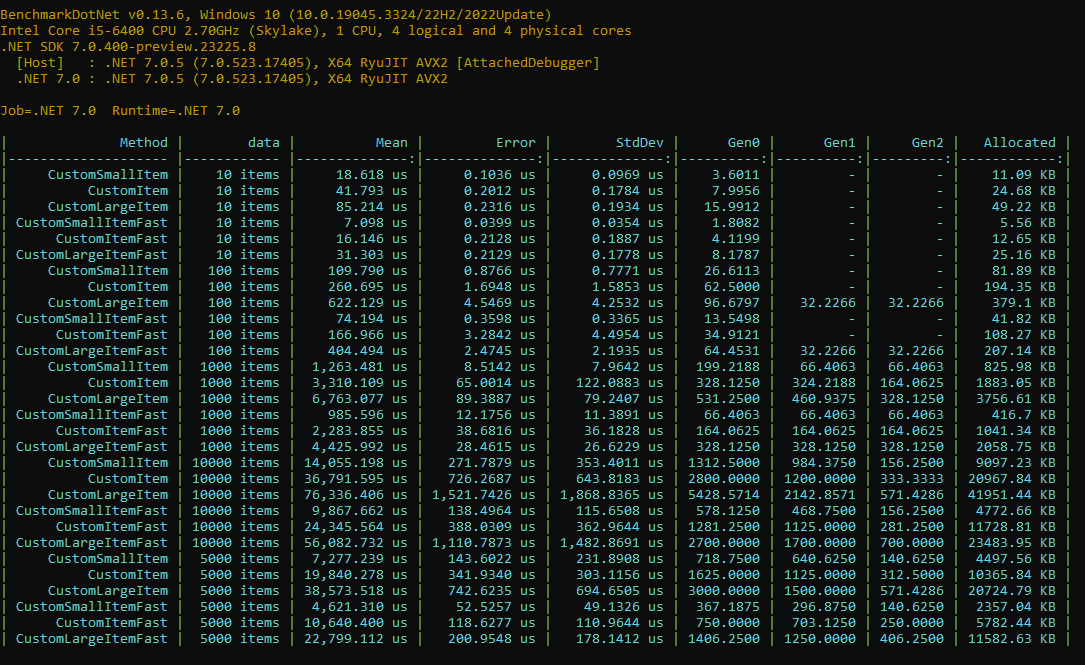 BenchmarkDotNet v0.13.6, Windows 10 (10.0.19045.3324/22H2/2022Update)
Intel Core i5-6400 CPU 2.70GHz (Skylake), 1 CPU, 4 logical and 4 physical cores
.NET SDK 7.0.400-preview.23225.8
  [Host]   : .NET 7.0.5 (7.0.523.17405), X64 RyuJIT AVX2 [AttachedDebugger]
  .NET 7.0 : .NET 7.0.5 (7.0.523.17405), X64 RyuJIT AVX2
Job=.NET 7.0  Runtime=.NET 7.0
| Method | data | Mean | Error | StdDev | Gen0 | Gen1 | Gen2 | Allocated |
|-------------------- |------------ |--------------:|--------------:|--------------:|----------:|----------:|---------:|------------:|
| CustomSmallItem | 10 items | 18.618 us | 0.1036 us | 0.0969 us | 3.6011 | - | - | 11.09 KB |
| CustomItem | 10 items | 41.793 us | 0.2012 us | 0.1784 us | 7.9956 | - | - | 24.68 KB |
| CustomLargeItem | 10 items | 85.214 us | 0.2316 us | 0.1934 us | 15.9912 | - | - | 49.22 KB |
| CustomSmallItemFast | 10 items | 7.098 us | 0.0399 us | 0.0354 us | 1.8082 | - | - | 5.56 KB |
| CustomItemFast | 10 items | 16.146 us | 0.2128 us | 0.1887 us | 4.1199 | - | - | 12.65 KB |
| CustomLargeItemFast | 10 items | 31.303 us | 0.2129 us | 0.1778 us | 8.1787 | - | - | 25.16 KB |
| CustomSmallItem | 100 items | 109.790 us | 0.8766 us | 0.7771 us | 26.6113 | - | - | 81.89 KB |
| CustomItem | 100 items | 260.695 us | 1.6948 us | 1.5853 us | 62.5000 | - | - | 194.35 KB |
| CustomLargeItem | 100 items | 622.129 us | 4.5469 us | 4.2532 us | 96.6797 | 32.2266 | 32.2266 | 379.1 KB |
| CustomSmallItemFast | 100 items | 74.194 us | 0.3598 us | 0.3365 us | 13.5498 | - | - | 41.82 KB |
| CustomItemFast | 100 items | 166.966 us | 3.2842 us | 4.4954 us | 34.9121 | - | - | 108.27 KB |
| CustomLargeItemFast | 100 items | 404.494 us | 2.4745 us | 2.1935 us | 64.4531 | 32.2266 | 32.2266 | 207.14 KB |
| CustomSmallItem | 1000 items | 1,263.481 us | 8.5142 us | 7.9642 us | 199.2188 | 66.4063 | 66.4063 | 825.98 KB |
| CustomItem | 1000 items | 3,310.109 us | 65.0014 us | 122.0883 us | 328.1250 | 324.2188 | 164.0625 | 1883.05 KB |
| CustomLargeItem | 1000 items | 6,763.077 us | 89.3887 us | 79.2407 us | 531.2500 | 460.9375 | 328.1250 | 3756.61 KB |
| CustomSmallItemFast | 1000 items | 985.596 us | 12.1756 us | 11.3891 us | 66.4063 | 66.4063 | 66.4063 | 416.7 KB |
| CustomItemFast | 1000 items | 2,283.855 us | 38.6816 us | 36.1828 us | 164.0625 | 164.0625 | 164.0625 | 1041.34 KB |
| CustomLargeItemFast | 1000 items | 4,425.992 us | 28.4615 us | 26.6229 us | 328.1250 | 328.1250 | 328.1250 | 2058.75 KB |
| CustomSmallItem | 10000 items | 14,055.198 us | 271.7879 us | 353.4011 us | 1312.5000 | 984.3750 | 156.2500 | 9097.23 KB |
| CustomItem | 10000 items | 36,791.595 us | 726.2687 us | 643.8183 us | 2800.0000 | 1200.0000 | 333.3333 | 20967.84 KB |
| CustomLargeItem | 10000 items | 76,336.406 us | 1,521.7426 us | 1,868.8365 us | 5428.5714 | 2142.8571 | 571.4286 | 41951.44 KB |
| CustomSmallItemFast | 10000 items | 9,867.662 us | 138.4964 us | 115.6508 us | 578.1250 | 468.7500 | 156.2500 | 4772.66 KB |
| CustomItemFast | 10000 items | 24,345.564 us | 388.0309 us | 362.9644 us | 1281.2500 | 1125.0000 | 281.2500 | 11728.81 KB |
| CustomLargeItemFast | 10000 items | 56,082.732 us | 1,110.7873 us | 1,482.8691 us | 2700.0000 | 1700.0000 | 700.0000 | 23483.95 KB |
| CustomSmallItem | 5000 items | 7,277.239 us | 143.6022 us | 231.8908 us | 718.7500 | 640.6250 | 140.6250 | 4497.56 KB |
| CustomItem | 5000 items | 19,840.278 us | 341.9340 us | 303.1156 us | 1625.0000 | 1125.0000 | 312.5000 | 10365.84 KB |
| CustomLargeItem | 5000 items | 38,573.518 us | 742.6235 us | 694.6505 us | 3000.0000 | 1500.0000 | 571.4286 | 20724.79 KB |
| CustomSmallItemFast | 5000 items | 4,621.310 us | 52.5257 us | 49.1326 us | 367.1875 | 296.8750 | 140.6250 | 2357.04 KB |
| CustomItemFast | 5000 items | 10,640.400 us | 118.6277 us | 110.9644 us | 750.0000 | 703.1250 | 250.0000 | 5782.44 KB |
| CustomLargeItemFast | 5000 items | 22,799.112 us | 200.9548 us | 178.1412 us | 1406.2500 | 1250.0000 | 406.2500 | 11582.63 KB |